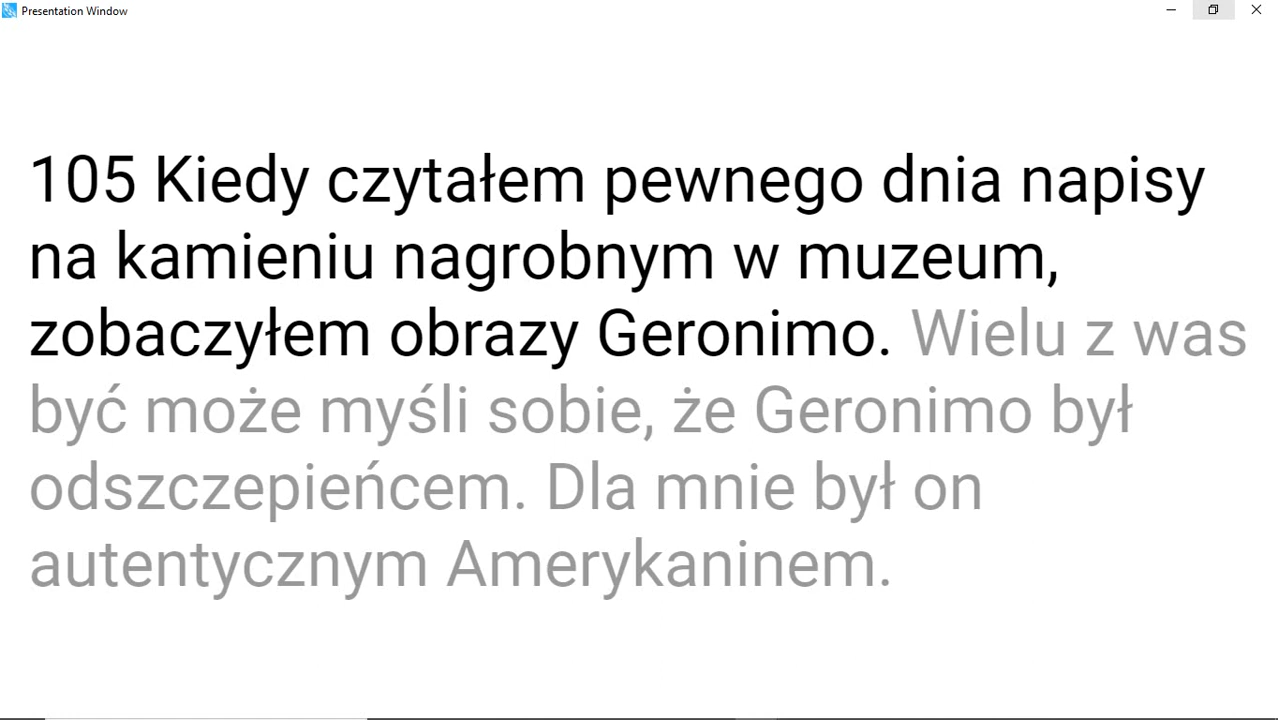 Presentation Window
105 Kiedy czytałem pewnego dnia napisy
na kamieniu nagrobnym w muzeum,
zobaczyłem obrazy Geronimo. Wielu z was
być może myśli sobie, że Geronimo był
odszczepieńcem. Dla mnie był on
autentycznym Amerykaninem.